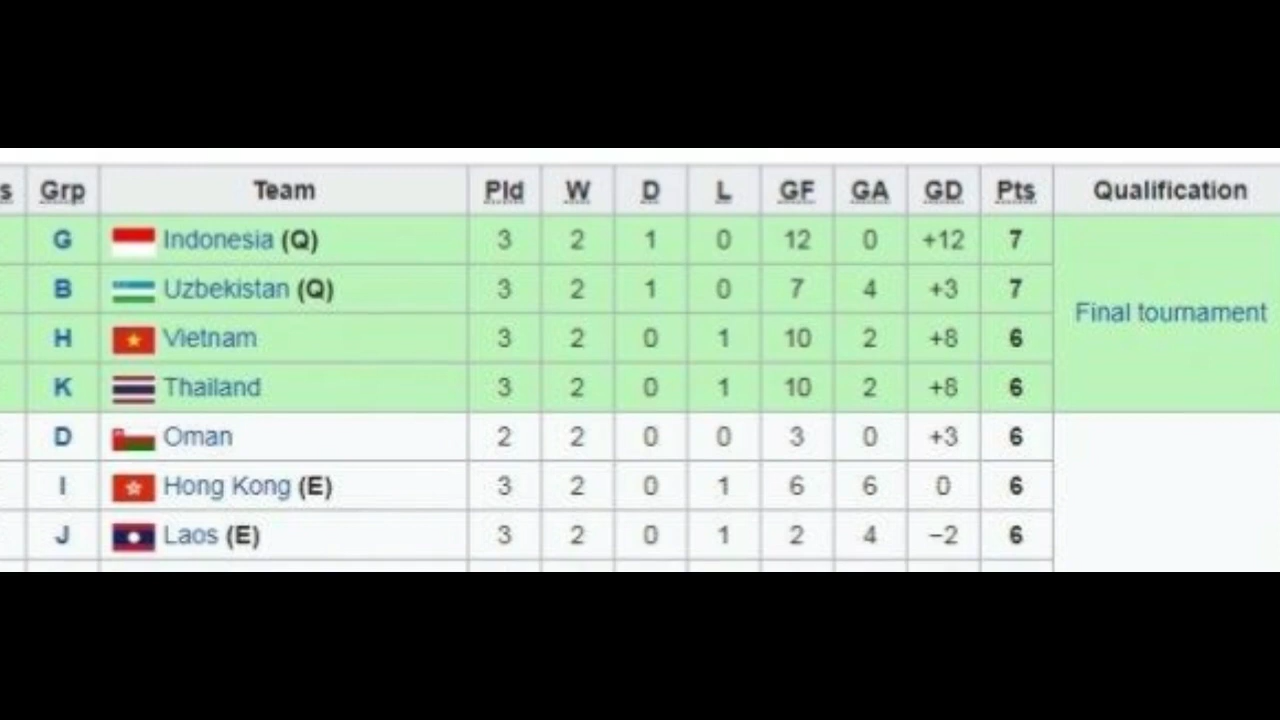 s Grp Team Pld W D L GF GA GD Pts Qualification
G Indonesia (Q) 3 2 1 0 12 0 +12 7
B Uzbekistan (Q) 3 2 1 0 7 4 +3 7
Final tournament
H Vietnam 3 2 0 1 10 2 +8 6
K Thailand 3 2 0 1 10 2 +8 6
D Oman 2 2 0 0 3 0 +3 6
I Hong Kong (E) 3 2 0 1 6 6 0 6
J Laos (E) 3 2 0 1 2 4 −2 6